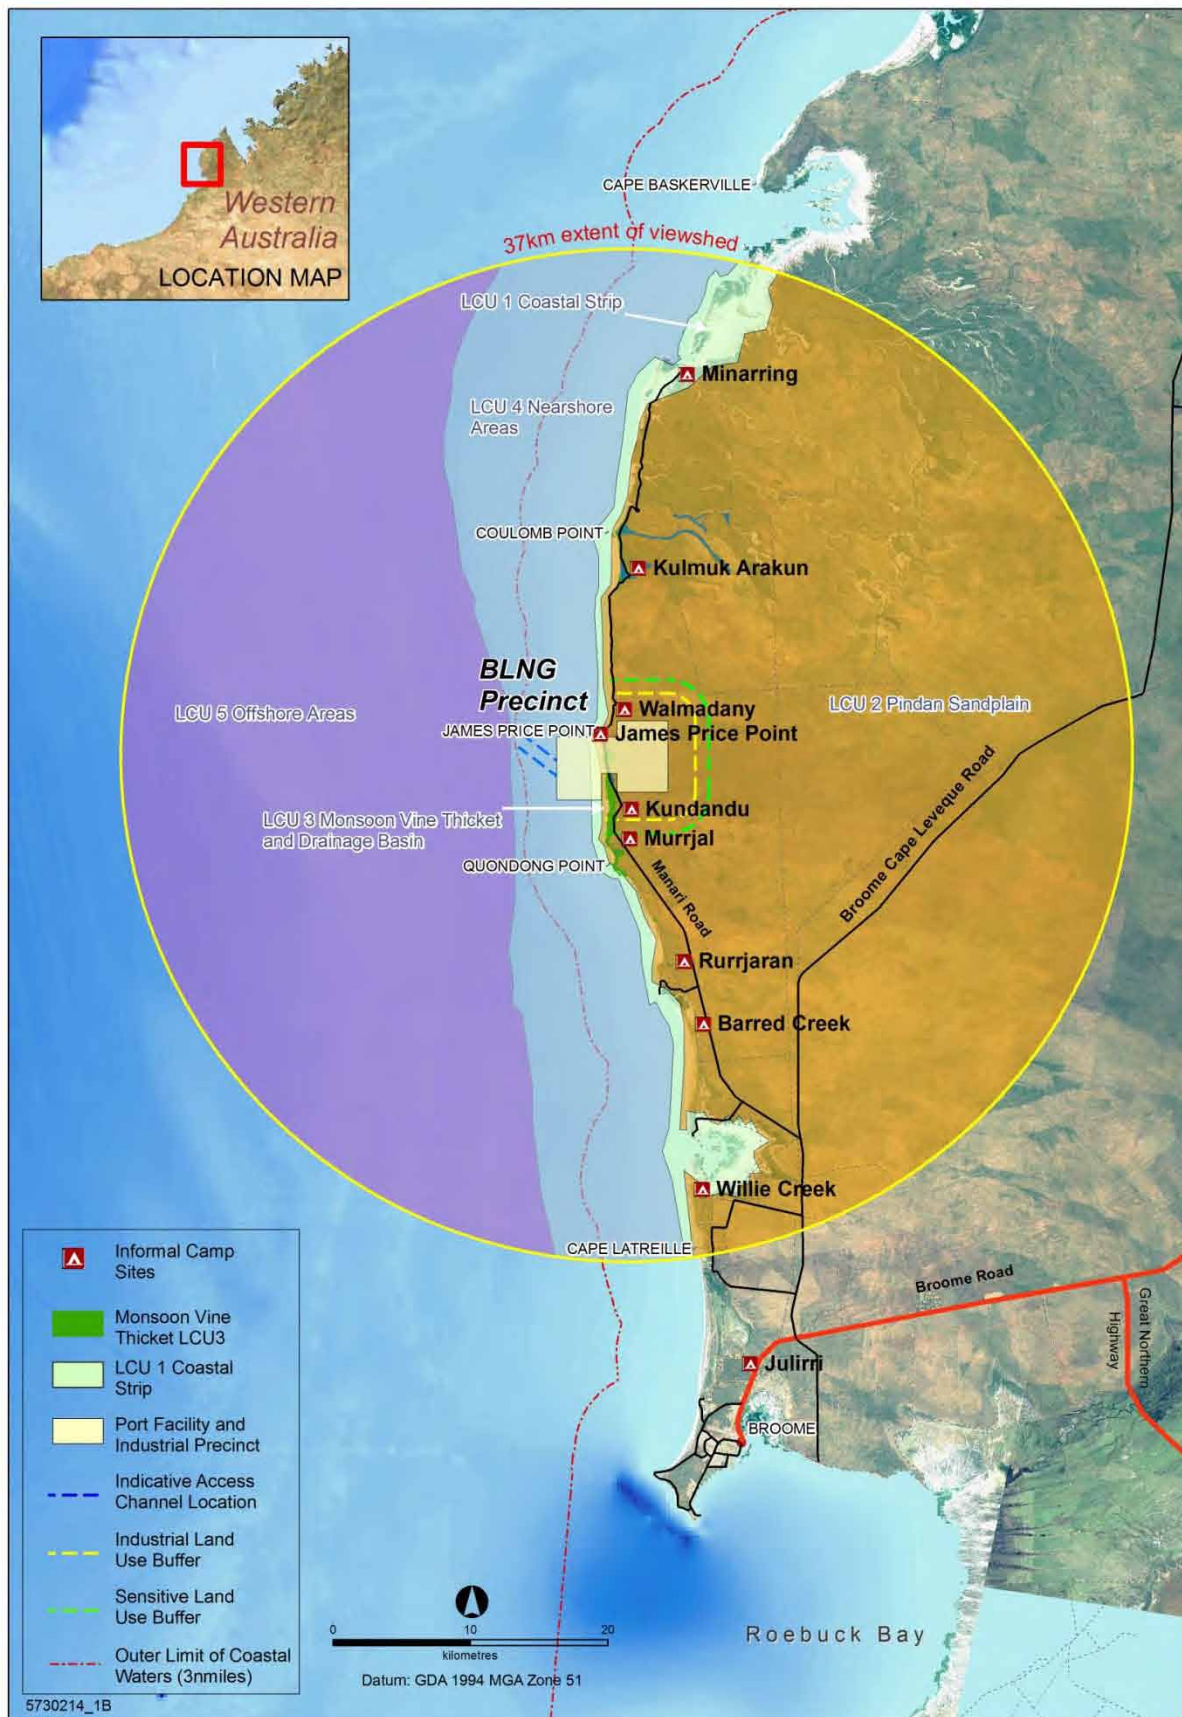 Western
Australia
LOCATION MAP
CAPE BASKERVILLE
37km extent of viewshed
LCU 1 Coastal Strip
Minarring
LCU 4 Nearshore
Areas
COULOMB POINT
Kulmuk Arakun
BLNG
Precinct
LCU 5 Offshore Areas
Walmadany
LCU 2 Pindan Sandplain
JAMES PRICE POINT
James Price Point
Kundandu
LCU 3 Monsoon Vine Thicket
and Drainage Basin
Murrjal
QUONDONG POINT
Manari Road
Broome Cape Leveque Road
Rurrjaran
Barred Creek
Willie Creek
CAPE LATREILLE
Broome Road
Great Northern
Highway
Julirri
BROOME
Roebuck Bay
Informal Camp
Sites
Monsoon Vine
Thicket LCU3
LCU 1 Coastal
Strip
Port Facility and
Industrial Precinct
Indicative Access
Channel Location
Industrial Land
Use Buffer
Sensitive Land
Use Buffer
Outer Limit of Coastal
Waters (3nmiles)
5730214_1B
0 10 20
kilometres
Datum: GDA 1994 MGA Zone 51